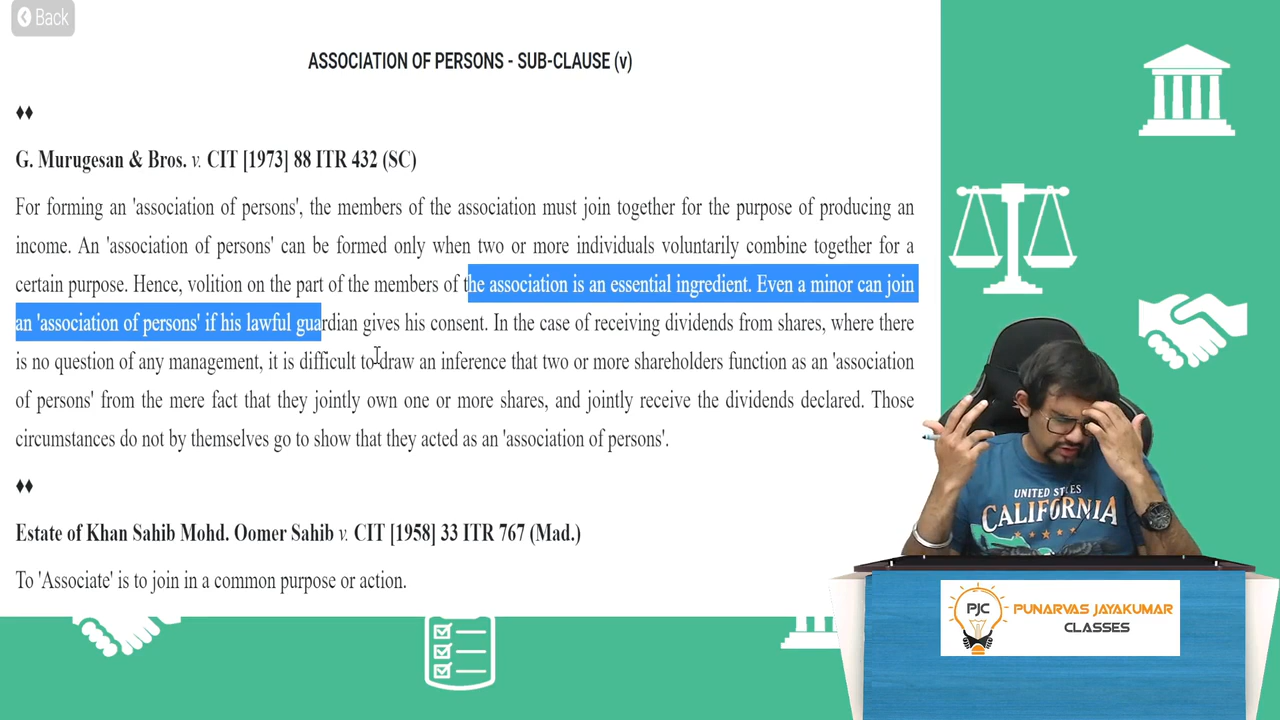 Back
ASSOCIATION OF PERSONS - SUB-CLAUSE (v)
♦♦
G. Murugesan & Bros. v. CIT [1973] 88 ITR 432 (SC)
For forming an 'association of persons', the members of the association must join together for the purpose of producing an
income. An 'association of persons' can be formed only when two or more individuals voluntarily combine together for a
certain purpose. Hence, volition on the part of the members of the association is an essential ingredient. Even a minor can join
an 'association of persons' if his lawful guardian gives his consent. In the case of receiving dividends from shares, where there
is no question of any management, it is difficult to draw an inference that two or more shareholders function as an 'association
of persons' from the mere fact that they jointly own one or more shares, and jointly receive the dividends declared. Those
circumstances do not by themselves go to show that they acted as an 'association of persons'.
♦♦
Estate of Khan Sahib Mohd. Oomer Sahib v. CIT [1958] 33 ITR 767 (Mad.)
To 'Associate' is to join in a common purpose or action.
UNITED STATES
CALIFORNIA
PJC
PUNARVAS JAYAKUMAR
CLASSES